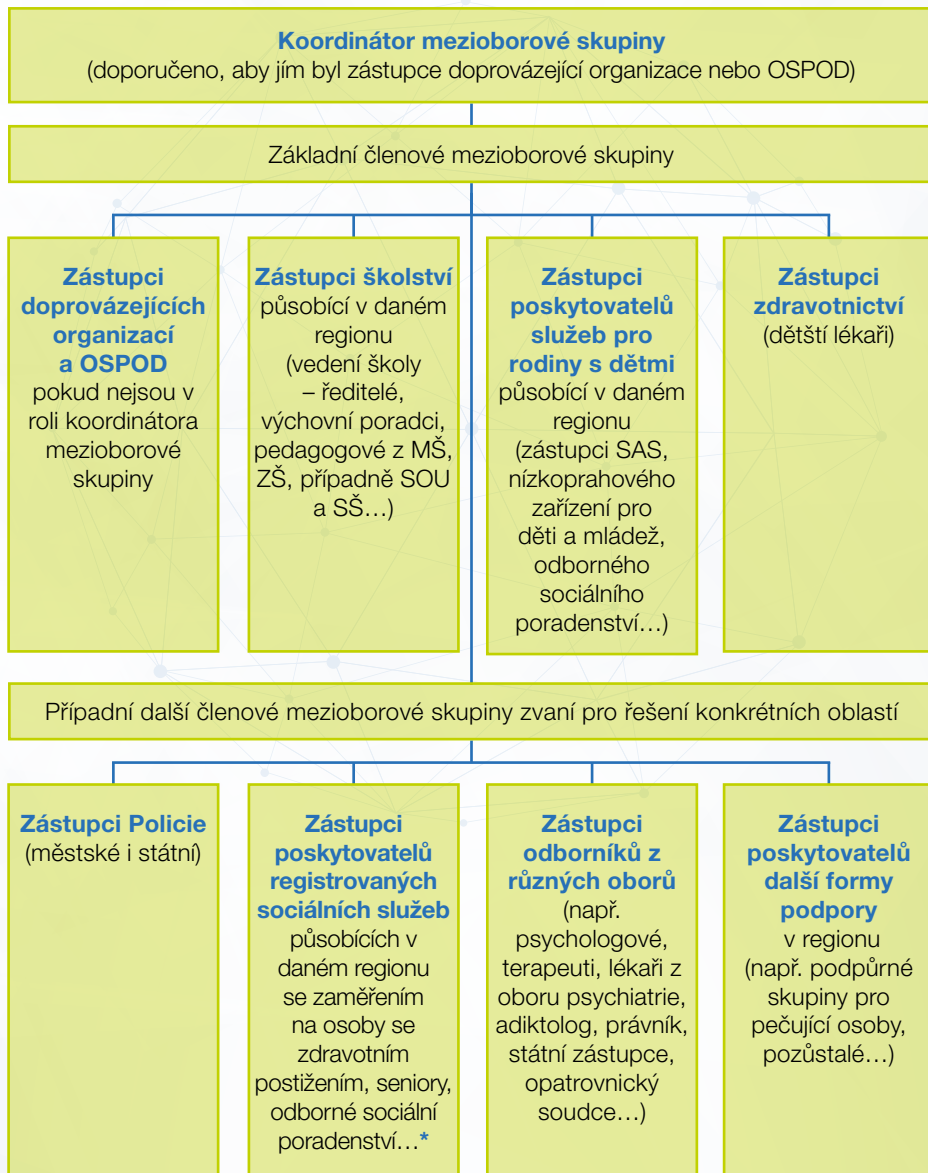 Koordinátor mezioborové skupiny
(doporučeno, aby jím byl zástupce doprovázející organizace nebo OSPOD)
Základní členové mezioborové skupiny
Zástupci
doprovázejících
organizací
a OSPOD
pokud nejsou v
roli koordinátora
mezioborové
skupiny
Zástupci školství
působící v daném
regionu
(vedení školy
– ředitelé,
výchovní poradci,
pedagogové z MŠ,
ZŠ, případně SOU
a SŠ…)
Zástupci
poskytovatelů
služeb pro
rodiny s dětmi
působící v daném
regionu
(zástupci SAS,
nízkoprahového
zařízení pro
děti a mládež,
odborného
sociálního
poradenství…)
Zástupci
zdravotnictví
(dětští lékaři)
Případní další členové mezioborové skupiny zvaní pro řešení konkrétních oblastí
Zástupci Policie
(městské i státní)
Zástupci
poskytovatelů
registrovaných
sociálních služeb
působících v
daném regionu
se zaměřením
na osoby se
zdravotním
postižením, seniory,
odborné sociální
poradenství…*
Zástupci
odborníků z
různých oborů
(např.
psychologové,
terapeuti, lékaři z
oboru psychiatrie,
adiktolog, právník,
státní zástupce,
opatrovnický
soudce…)
Zástupci
poskytovatelů
další formy
podpory
v regionu
(např. podpůrné
skupiny pro
pečující osoby,
pozůstalé…)